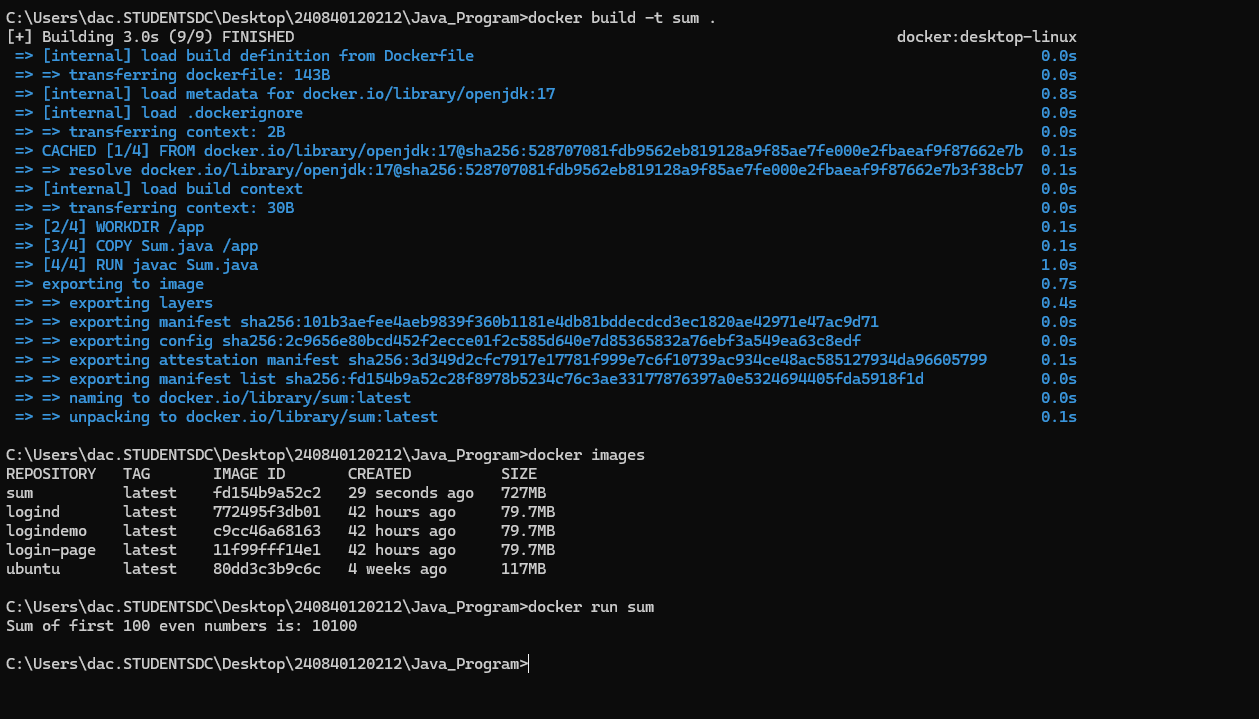 C:\Users\dac.STUDENTSDC\Desktop\240840120212\Java_Program>docker build -t sum .
[+] Building 3.0s (9/9) FINISHED docker:desktop-linux
=> [internal] load build definition from Dockerfile 0.0s
=> => transferring dockerfile: 143B 0.0s
=> [internal] load metadata for docker.io/library/openjdk:17 0.8s
=> [internal] load .dockerignore 0.0s
=> => transferring context: 2B 0.0s
=> CACHED [1/4] FROM docker.io/library/openjdk:17@sha256:528707081fdb9562eb819128a9f85ae7fe000e2fbaeaf9f87662e7b 0.1s
=> => resolve docker.io/library/openjdk:17@sha256:528707081fdb9562eb819128a9f85ae7fe000e2fbaeaf9f87662e7b3f38cb7 0.1s
=> [internal] load build context 0.0s
=> => transferring context: 30B 0.0s
=> [2/4] WORKDIR /app 0.1s
=> [3/4] COPY Sum.java /app 0.1s
=> [4/4] RUN javac Sum.java 1.0s
=> exporting to image 0.7s
=> => exporting layers 0.4s
=> => exporting manifest sha256:101b3aefee4aeb9839f360b1181e4db81bddecdcd3ec1820ae42971e47ac9d71 0.0s
=> => exporting config sha256:2c9656e80bcd452f2ecce01f2c585d640e7d85365832a76ebf3a549ea63c8edf 0.0s
=> => exporting attestation manifest sha256:3d349d2cfc7917e17781f999e7c6f10739ac934ce48ac585127934da96605799 0.1s
=> => exporting manifest list sha256:fd154b9a52c28f8978b5234c76c3ae33177876397a0e5324694405fda5918f1d 0.0s
=> => naming to docker.io/library/sum:latest 0.0s
=> => unpacking to docker.io/library/sum:latest 0.1s
C:\Users\dac.STUDENTSDC\Desktop\240840120212\Java_Program>docker images
REPOSITORY TAG IMAGE ID CREATED SIZE
sum latest fd154b9a52c2 29 seconds ago 727MB
logind latest 772495f3db01 42 hours ago 79.7MB
logindemo latest c9cc46a68163 42 hours ago 79.7MB
login-page latest 11f99fff14e1 42 hours ago 79.7MB
ubuntu latest 80dd3c3b9c6c 4 weeks ago 117MB
C:\Users\dac.STUDENTSDC\Desktop\240840120212\Java_Program>docker run sum
Sum of first 100 even numbers is: 10100
C:\Users\dac.STUDENTSDC\Desktop\240840120212\Java_Program>